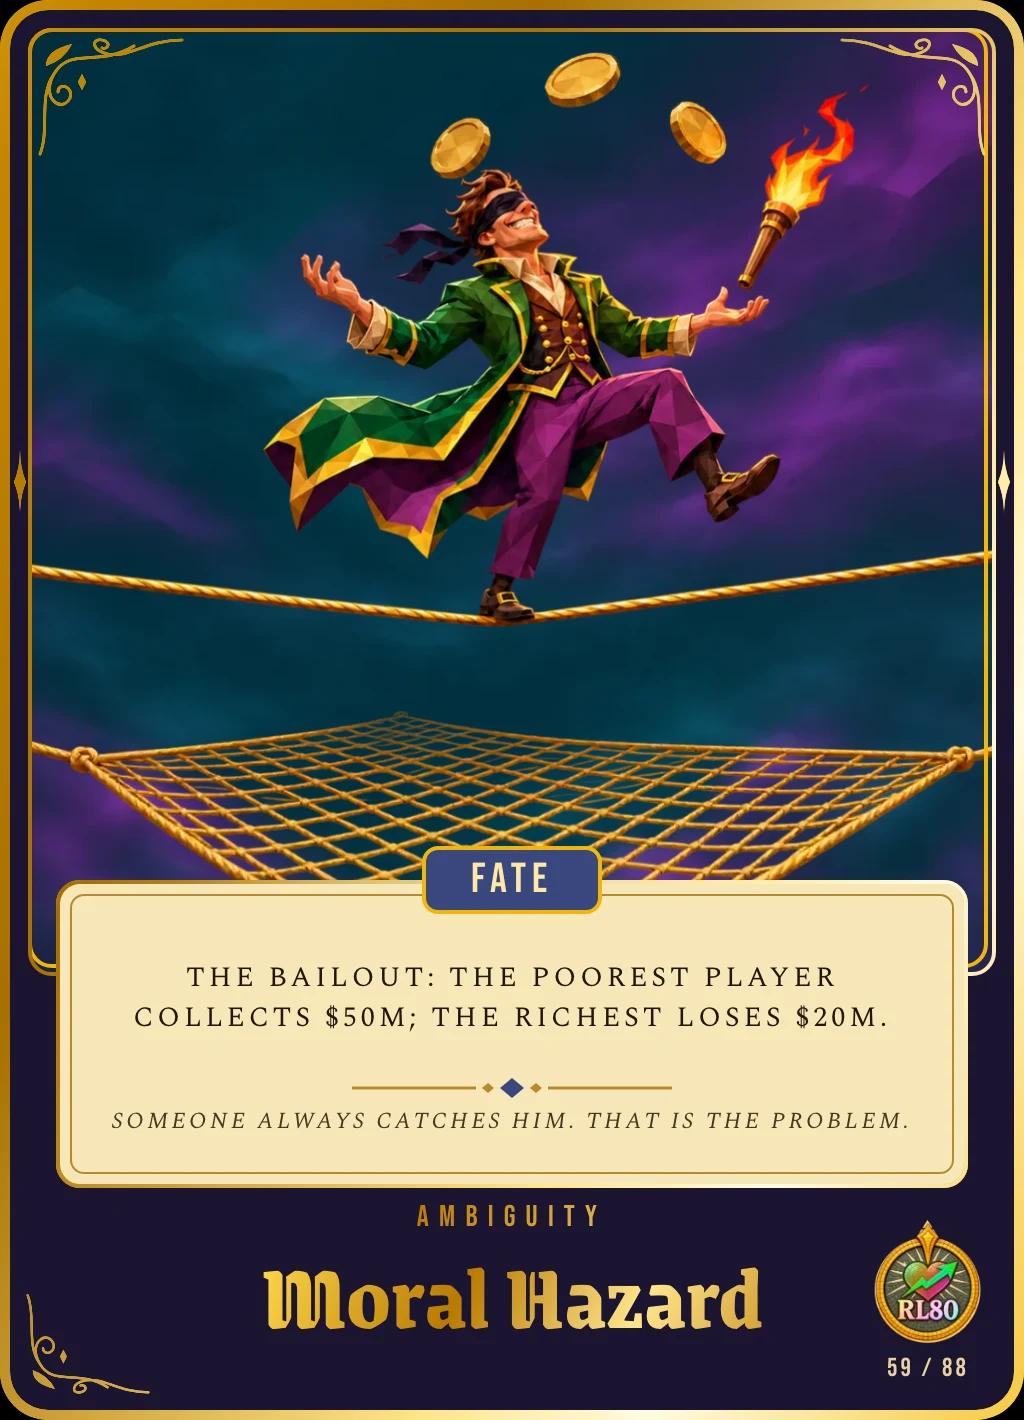 FATE
THE BAILOUT: THE POOREST PLAYER
COLLECTS $50M; THE RICHEST LOSES $20M.
SOMEONE ALWAYS CATCHES HIM. THAT IS THE PROBLEM.
AMBIGUITY
Moral Hazard
RL80
59 / 88